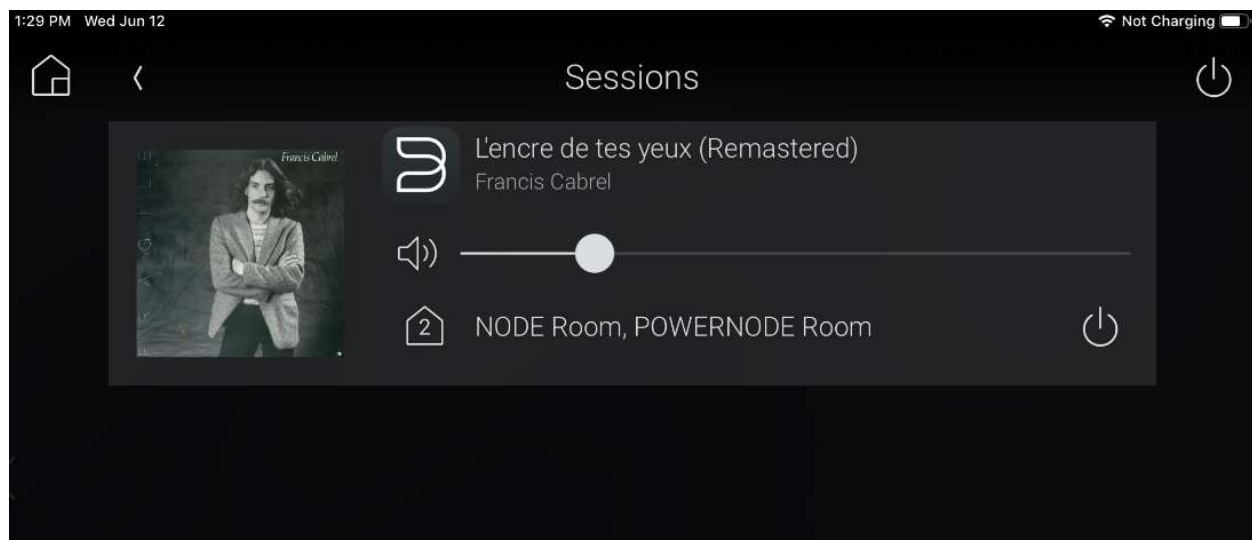 1:29 PM Wed Jun 12
Not Charging
Sessions
Francis Cabrel
FRAGILE
L'encre de tes yeux (Remastered)
Francis Cabrel
2
NODE Room, POWERNODE Room